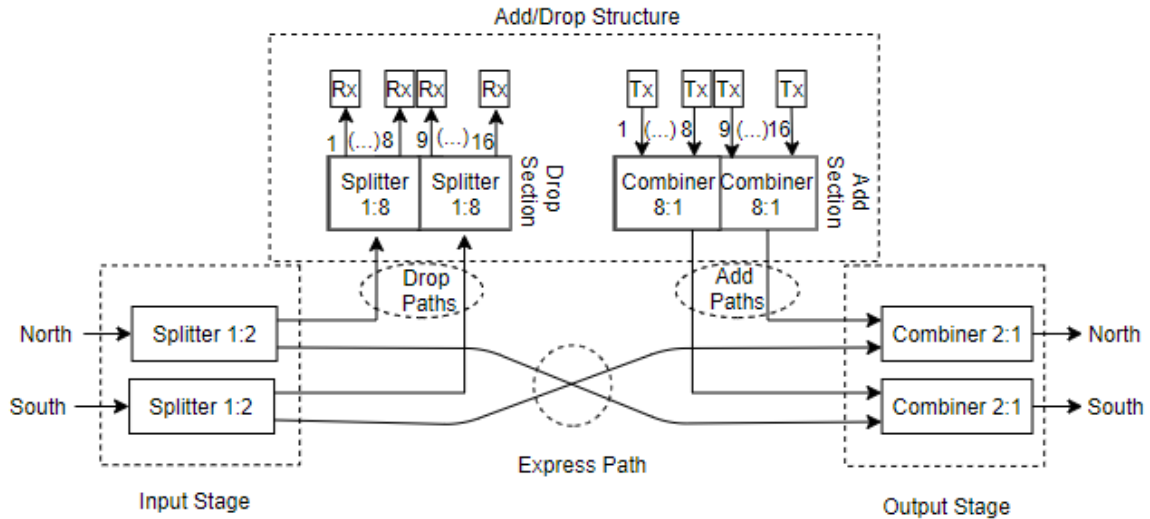 Add/Drop Structure
Rx Rx Rx Rx
Tx Tx Tx Tx
1 (...) 8 9 (...) 16
1 (...) 8 9 (...) 16
Splitter
1:8
Splitter
1:8
Drop
Section
Combiner
8:1
Combiner
8:1
Add
Section
Drop
Paths
Add
Paths
North
Splitter 1:2
Combiner 2:1
North
South
Splitter 1:2
Combiner 2:1
South
Express Path
Input Stage
Output Stage